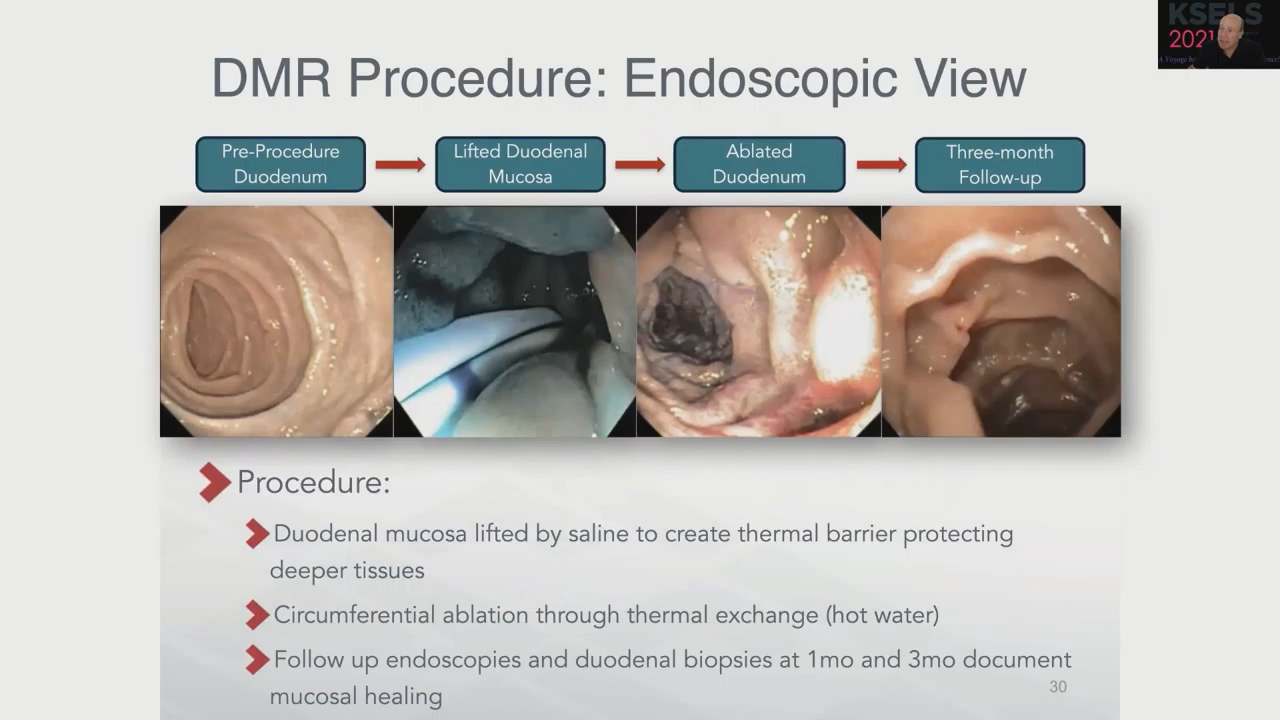 KSELS
2021
DMR Procedure: Endoscopic View
Pre-Procedure
Duodenum
Lifted Duodenal
Mucosa
Ablated
Duodenum
Three-month
Follow-up
Procedure:
Duodenal mucosa lifted by saline to create thermal barrier protecting
deeper tissues
Circumferential ablation through thermal exchange (hot water)
Follow up endoscopies and duodenal biopsies at 1mo and 3mo document
mucosal healing
30